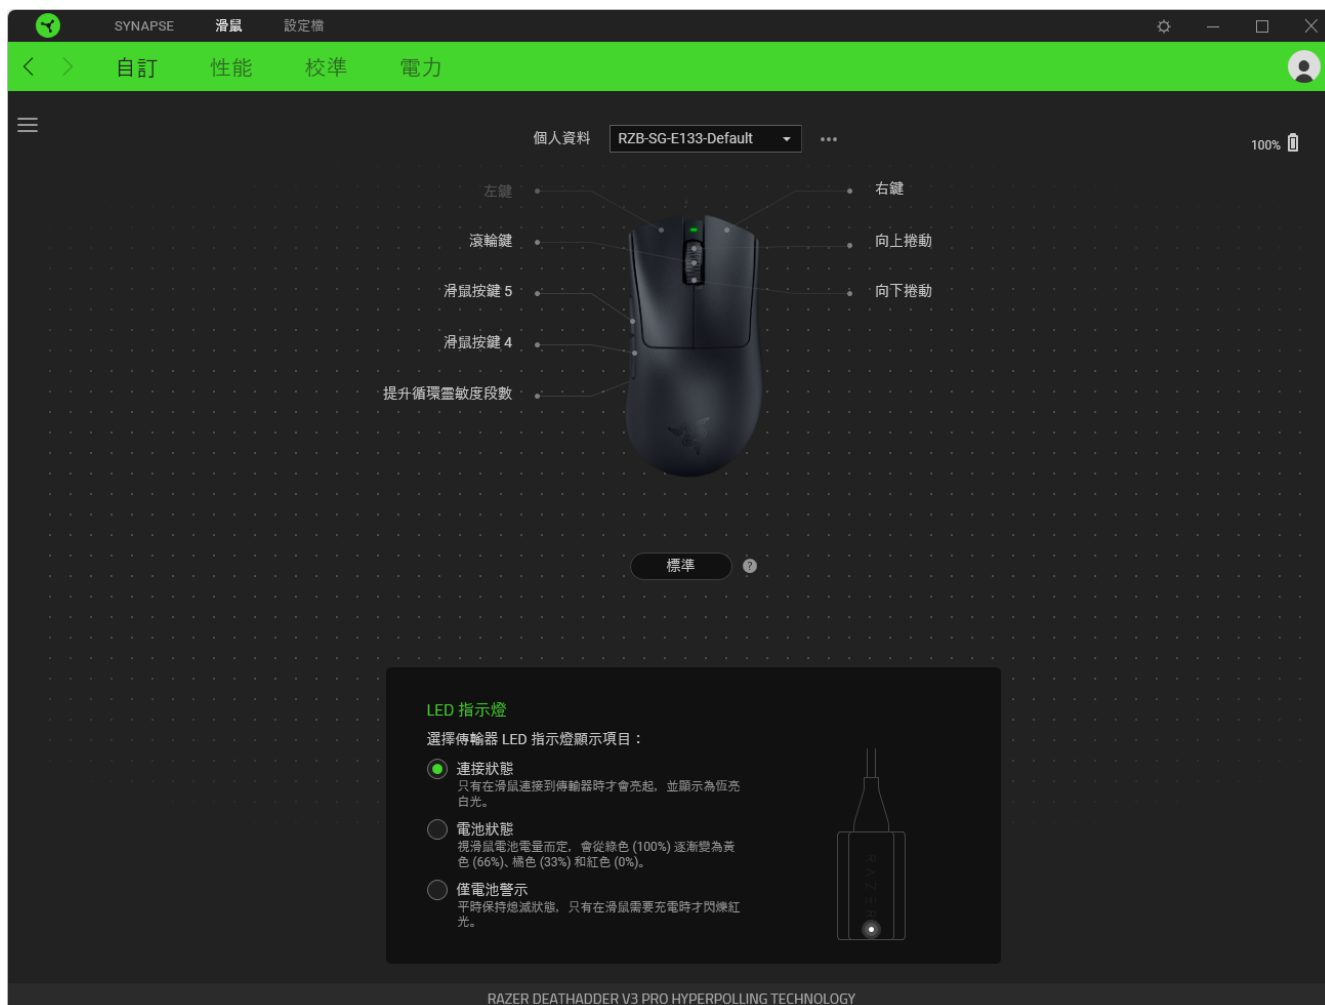 SYNAPSE 滑鼠 設定檔
自訂 性能 校準 電力
個人資料 RZB-SG-E133-Default
100%
左鍵 右鍵
滾輪鍵 向上捲動
滑鼠按鍵 5 向下捲動
滑鼠按鍵 4
提升循環靈敏度段數
標準 ?
LED 指示燈
選擇傳輸器 LED 指示燈顯示項目：
連接狀態
只有在滑鼠連接到傳輸器時才會亮起，並顯示為恆亮
白光。
電池狀態
視滑鼠電池電量而定，會從綠色 (100%) 逐漸變為黃
色 (66%)、橘色 (33%) 和紅色 (0%)。
僅電池警示
平時保持熄滅狀態，只有在滑鼠需要充電時才閃爍紅
光。
RAZER
RAZER DEATHADDER V3 PRO HYPERPOLLING TECHNOLOGY